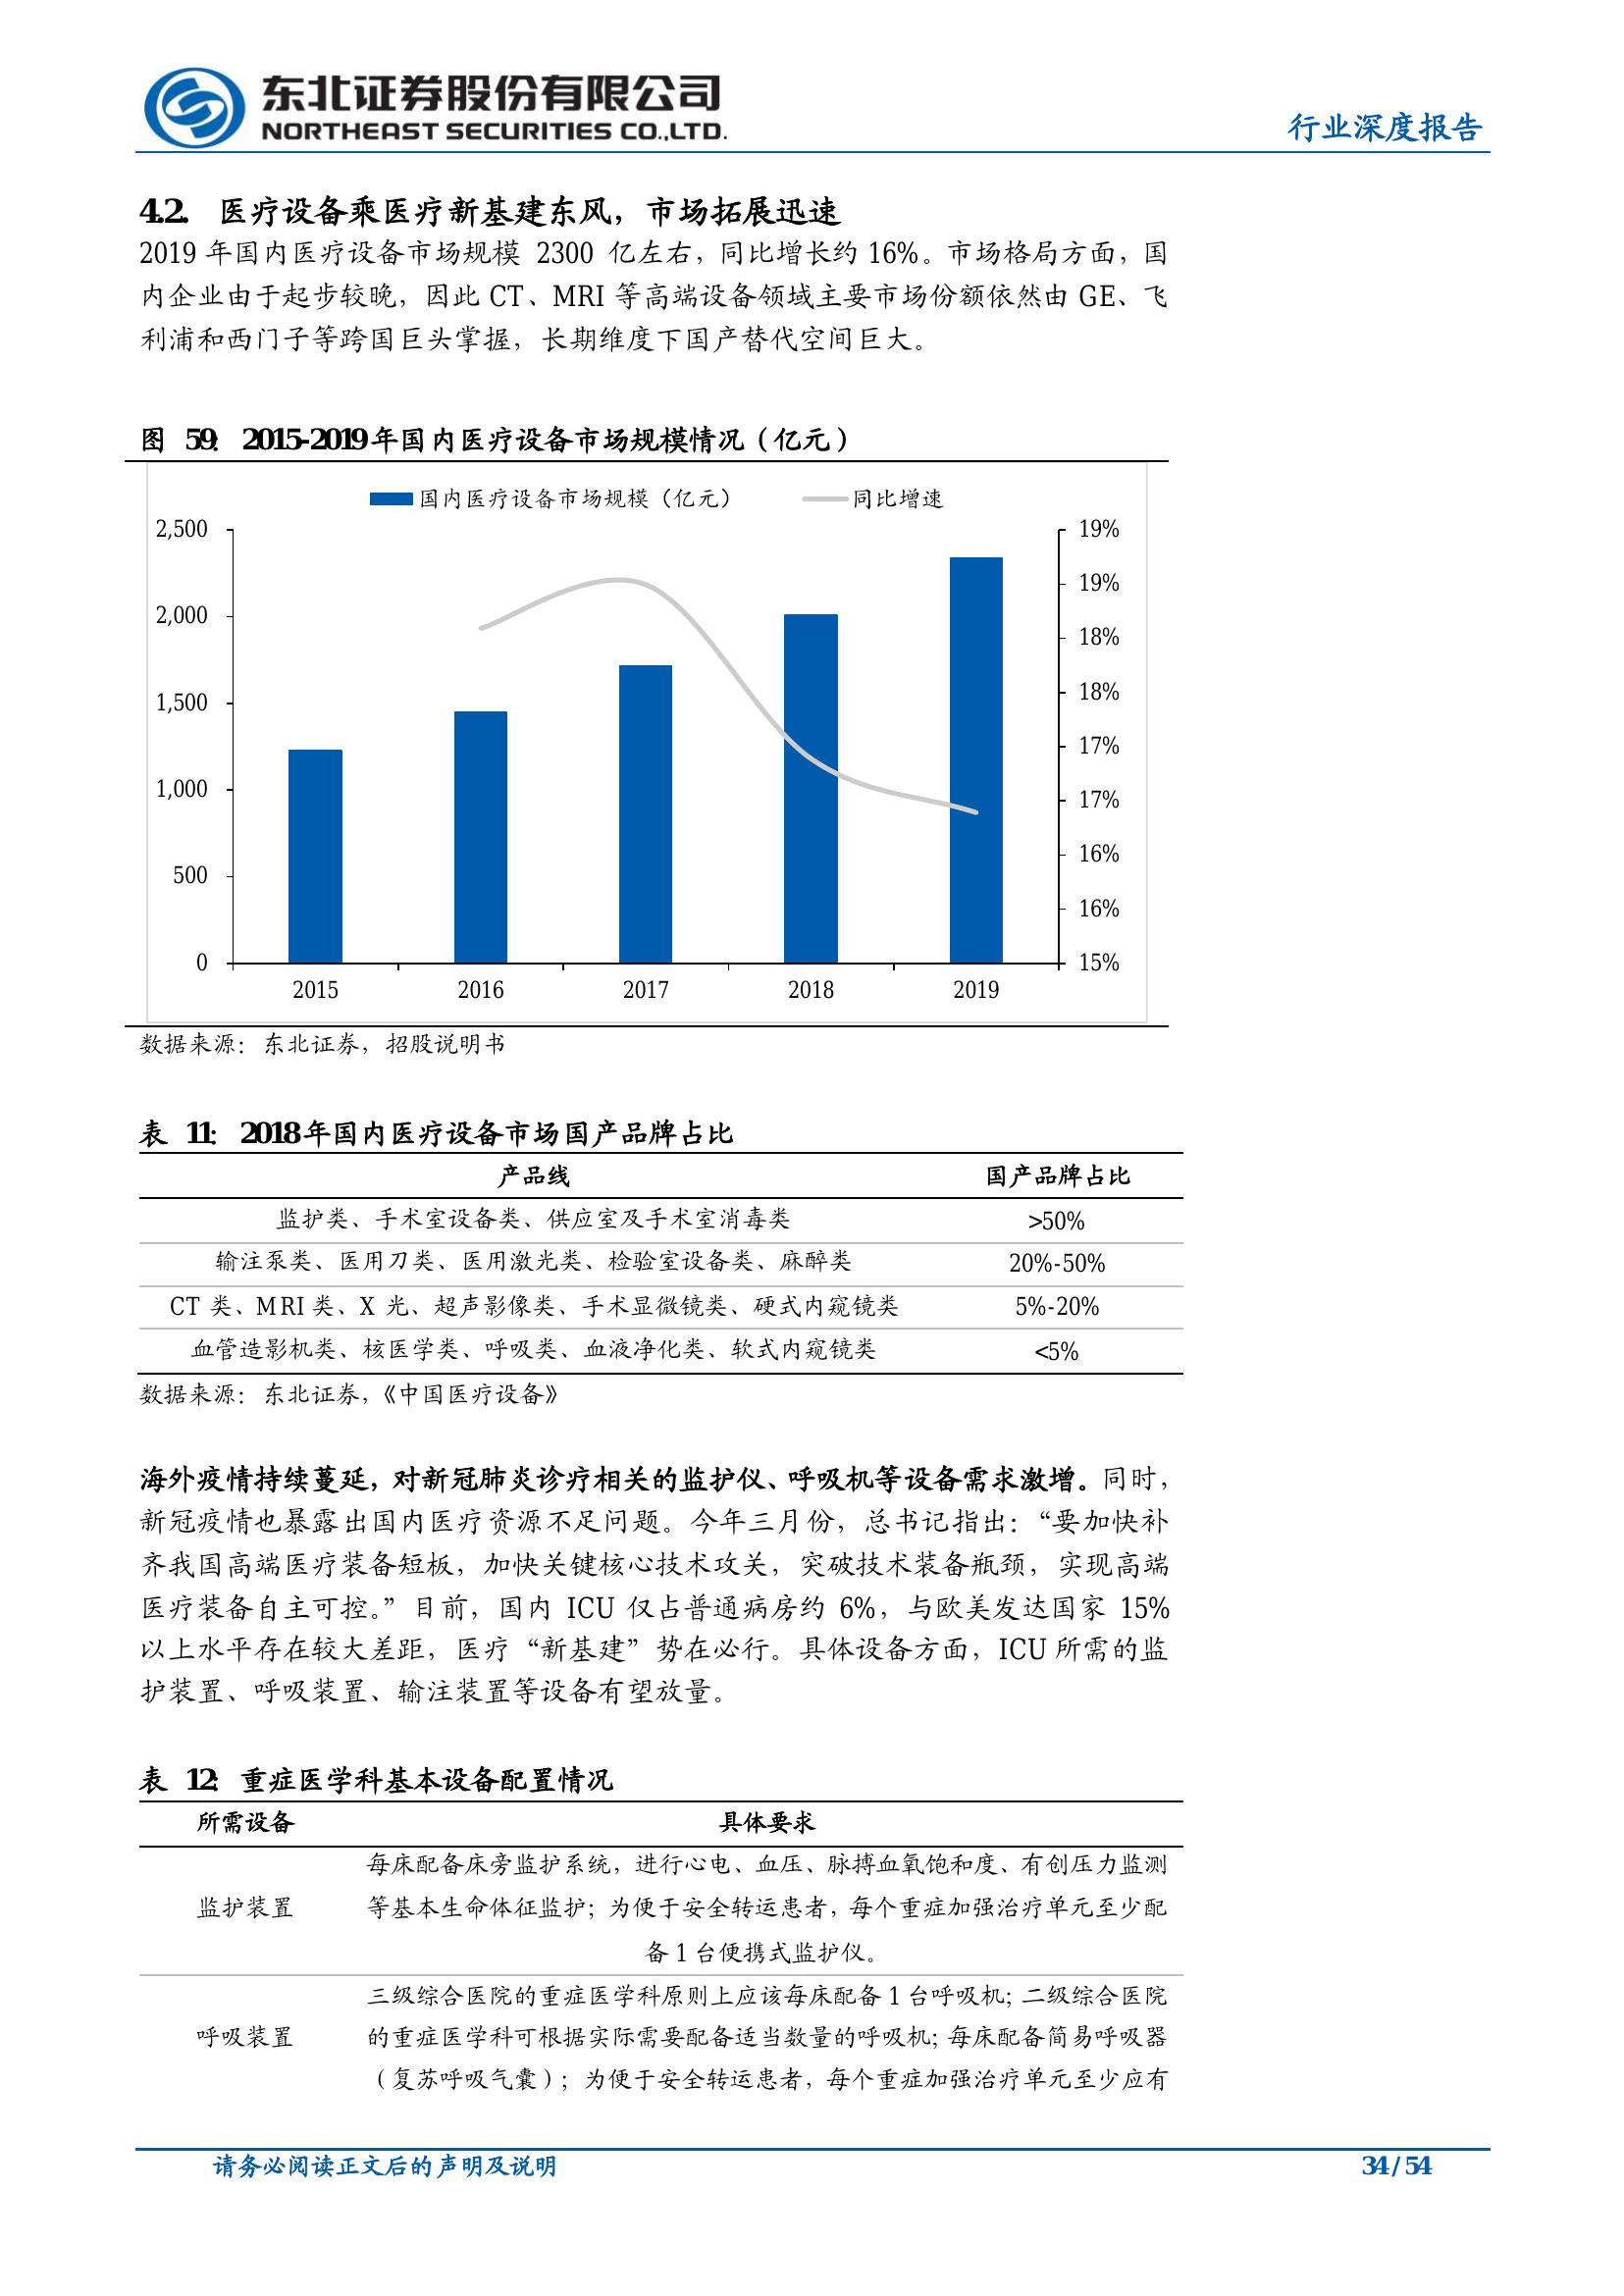 东北证券股份有限公司
NORTHEAST SECURITIES CO.,LTD.
行业深度报告
4.2. 医疗设备乘医疗新基建东风，市场拓展迅速
2019 年国内医疗设备市场规模 2300 亿左右，同比增长约 16%。市场格局方面，国
内企业由于起步较晚，因此 CT、MRI 等高端设备领域主要市场份额依然由 GE、飞
利浦和西门子等跨国巨头掌握，长期维度下国产替代空间巨大。
图 59：2015-2019 年国内医疗设备市场规模情况（亿元）
国内医疗设备市场规模（亿元） 同比增速
2,500 19%
19%
2,000
18%
1,500 18%
17%
1,000 17%
16%
500
16%
0 15%
2015 2016 2017 2018 2019
数据来源：东北证券，招股说明书
表 11：2018 年国内医疗设备市场国产品牌占比
产品线 国产品牌占比
监护类、手术室设备类、供应室及手术室消毒类 >50%
输注泵类、医用刀类、医用激光类、检验室设备类、麻醉类 20%-50%
CT 类、MRI 类、X 光、超声影像类、手术显微镜类、硬式内窥镜类 5%-20%
血管造影机类、核医学类、呼吸类、血液净化类、软式内窥镜类 <5%
数据来源：东北证券，《中国医疗设备》
海外疫情持续蔓延，对新冠肺炎诊疗相关的监护仪、呼吸机等设备需求激增。同时，
新冠疫情也暴露出国内医疗资源不足问题。今年三月份，总书记指出：“要加快补
齐我国高端医疗装备短板，加快关键核心技术攻关，突破技术装备瓶颈，实现高端
医疗装备自主可控。”目前，国内 ICU 仅占普通病房约 6%，与欧美发达国家 15%
以上水平存在较大差距，医疗“新基建”势在必行。具体设备方面，ICU 所需的监
护装置、呼吸装置、输注装置等设备有望放量。
表 12：重症医学科基本设备配置情况
所需设备 具体要求
每床配备床旁监护系统，进行心电、血压、脉搏血氧饱和度、有创压力监测
监护装置 等基本生命体征监护；为便于安全转运患者，每个重症加强治疗单元至少配
备 1 台便携式监护仪。
三级综合医院的重症医学科原则上应该每床配备 1 台呼吸机；二级综合医院
呼吸装置 的重症医学科可根据实际需要配备适当数量的呼吸机；每床配备简易呼吸器
（复苏呼吸气囊）；为便于安全转运患者，每个重症加强治疗单元至少应有
请务必阅读正文后的声明及说明 34 / 54